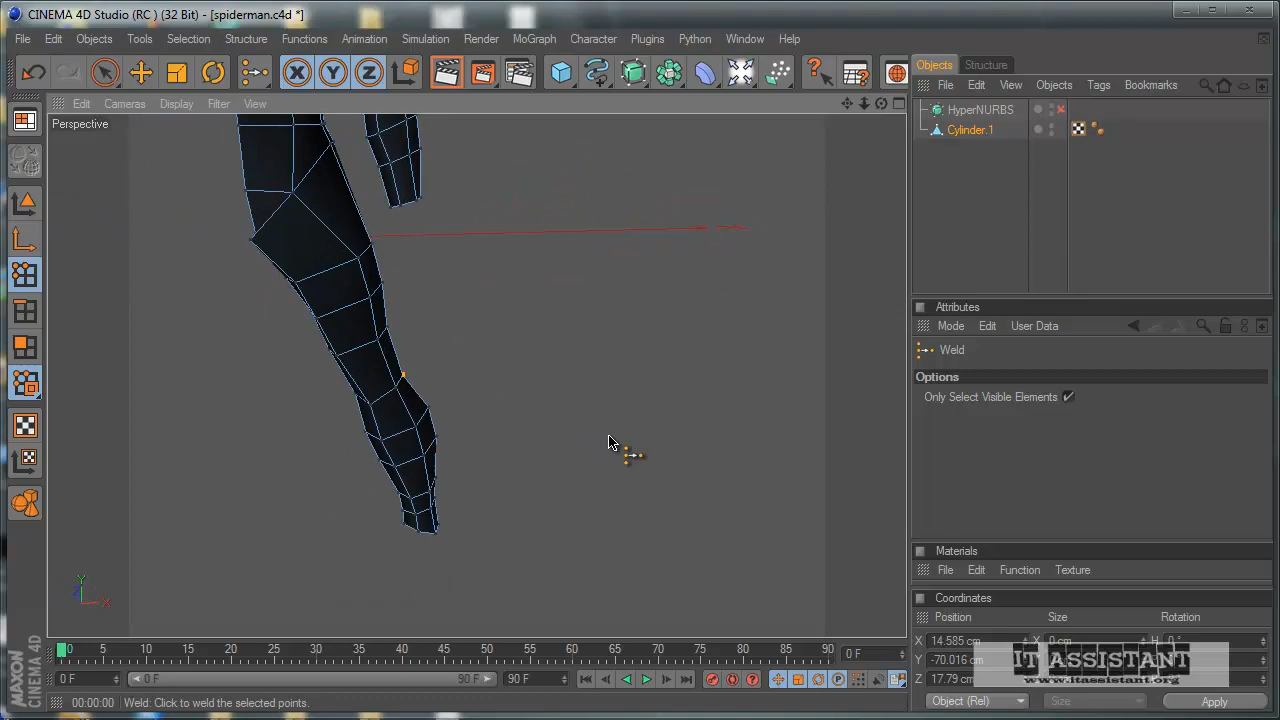 CINEMA 4D Studio (RC ) (32 Bit) - [spiderman.c4d *]
File Edit Objects Tools Selection Structure Functions Animation Simulation Render MoGraph Character Plugins Python Window Help
Edit Cameras Display Filter View
Perspective
Objects Structure
File Edit View Objects Tags Bookmarks
HyperNURBS
Cylinder.1
Attributes
Mode Edit User Data
Weld
Options
Only Select Visible Elements
Materials
File Edit Function Texture
Coordinates
Position Size Rotation
X 14.585 cm X 0 cm H 0 °
Y -70.016 cm
Z 17.79 cm
Object (Rel) Size Apply
IT ASSISTANT
www.itassistant.org
Y
Z
X
0 5 10 15 20 25 30 35 40 45 50 55 60 65 70 75 80 85 90 0 F
0 F 0 F 90 F 90 F
00:00:00 Weld: Click to weld the selected points.
MAXON
CINEMA 4D